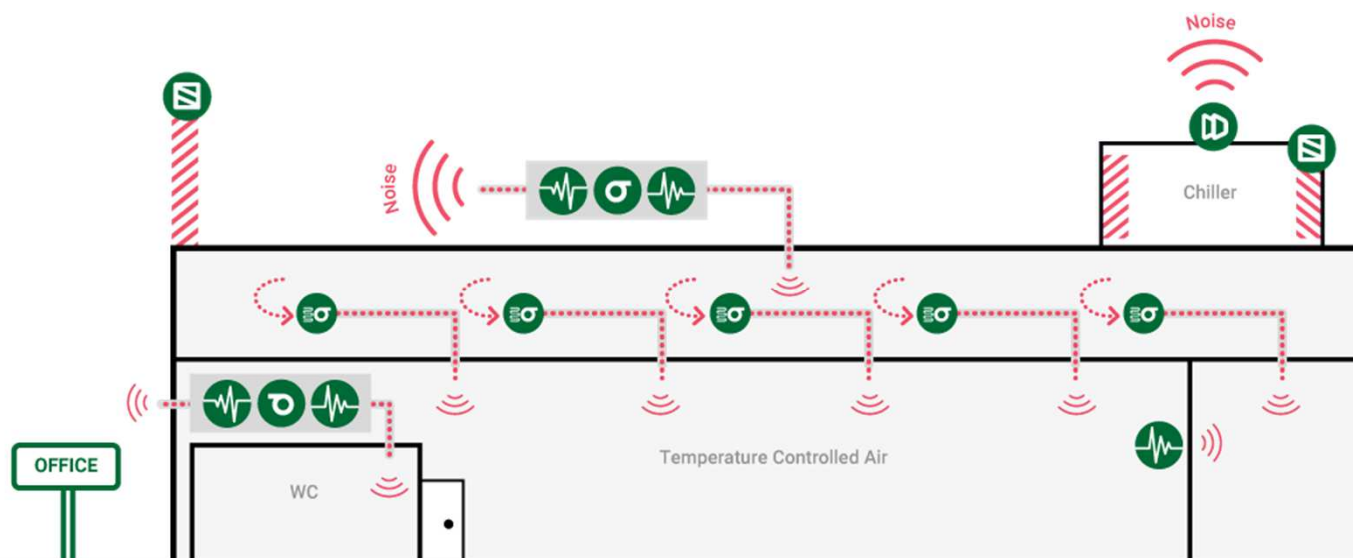 Noise
Noise
Chiller
Temperature Controlled Air
OFFICE
WC